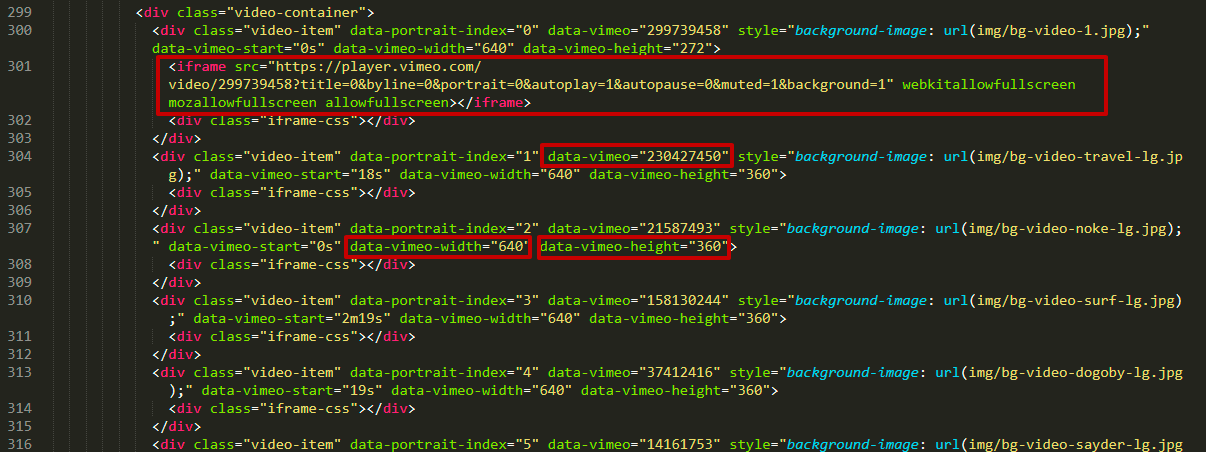 299 <div class="video-container">
300 <div class="video-item" data-portrait-index="0" data-vimeo="299739458" style="background-image: url(img/bg-video-1.jpg);"
data-vimeo-start="0s" data-vimeo-width="640" data-vimeo-height="272">
301 <iframe src="https://player.vimeo.com/
video/299739458?title=0&byline=0&portrait=0&autoplay=1&autopause=0&muted=1&background=1" webkitallowfullscreen
mozallowfullscreen allowfullscreen></iframe>
302 <div class="iframe-css"></div>
303 </div>
304 <div class="video-item" data-portrait-index="1" data-vimeo="230427450" style="background-image: url(img/bg-video-travel-lg.jp
g);" data-vimeo-start="18s" data-vimeo-width="640" data-vimeo-height="360">
305 <div class="iframe-css"></div>
306 </div>
307 <div class="video-item" data-portrait-index="2" data-vimeo="21587493" style="background-image: url(img/bg-video-noke-lg.jpg);
" data-vimeo-start="0s" data-vimeo-width="640" data-vimeo-height="360">
308 <div class="iframe-css"></div>
309 </div>
310 <div class="video-item" data-portrait-index="3" data-vimeo="158130244" style="background-image: url(img/bg-video-surf-lg.jpg)
;" data-vimeo-start="2m19s" data-vimeo-width="640" data-vimeo-height="360">
311 <div class="iframe-css"></div>
312 </div>
313 <div class="video-item" data-portrait-index="4" data-vimeo="37412416" style="background-image: url(img/bg-video-dogoby-lg.jpg
);" data-vimeo-start="19s" data-vimeo-width="640" data-vimeo-height="360">
314 <div class="iframe-css"></div>
315 </div>
316 <div class="video-item" data-portrait-index="5" data-vimeo="14161753" style="background-image: url(img/bg-video-sayder-lg.jpg